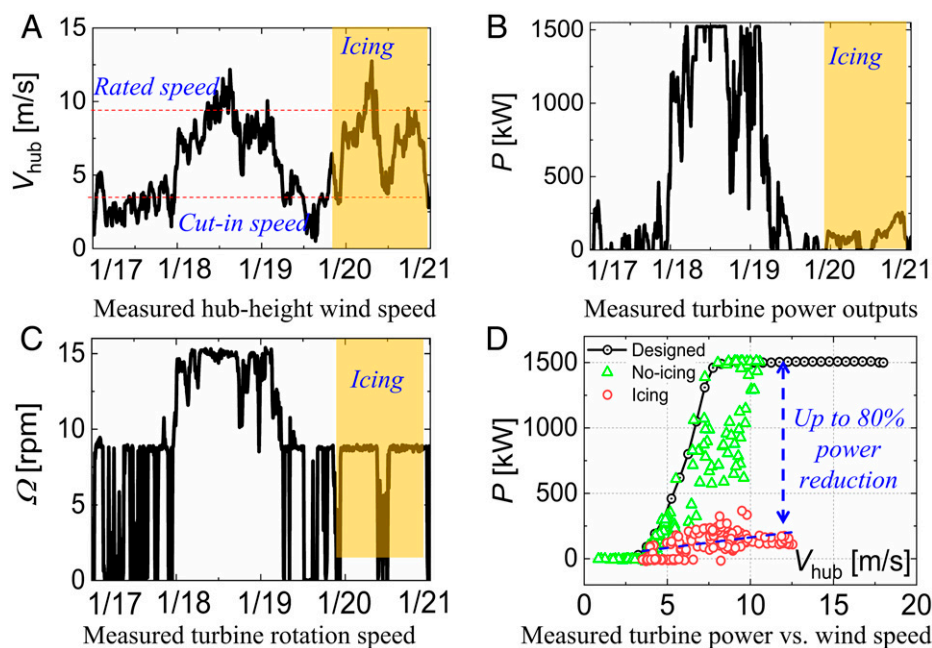 A
15
10
5
0
V_hub [m/s]
Icing
Rated speed
Cut-in speed
1/17 1/18 1/19 1/20 1/21
Measured hub-height wind speed
B
1500
1000
500
0
P [kW]
Icing
1/17 1/18 1/19 1/20 1/21
Measured turbine power outputs
C
15
10
5
0
Ω [rpm]
Icing
1/17 1/18 1/19 1/20 1/21
Measured turbine rotation speed
D
1500
1000
500
0
P [kW]
Designed
No-icing
Icing
Up to 80%
power
reduction
V_hub [m/s]
0 5 10 15 20
Measured turbine power vs. wind speed